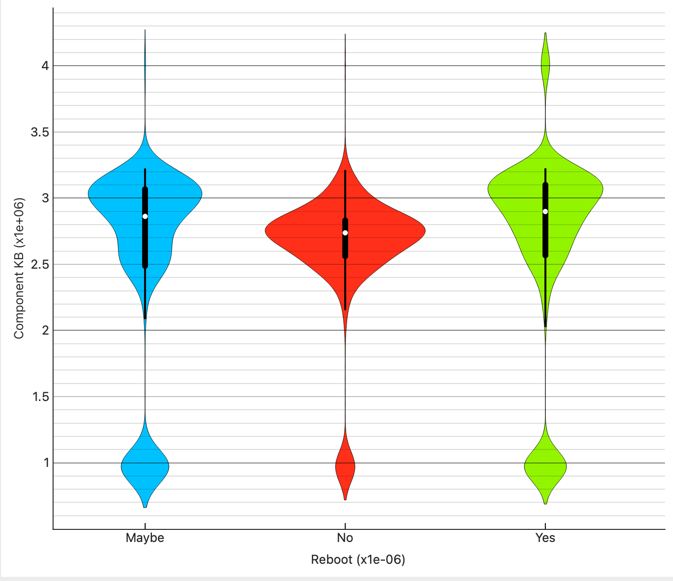 4
3.5
3
2.5
2
1.5
1
Component KB (x1e+06)
Maybe
No
Yes
Reboot (x1e-06)